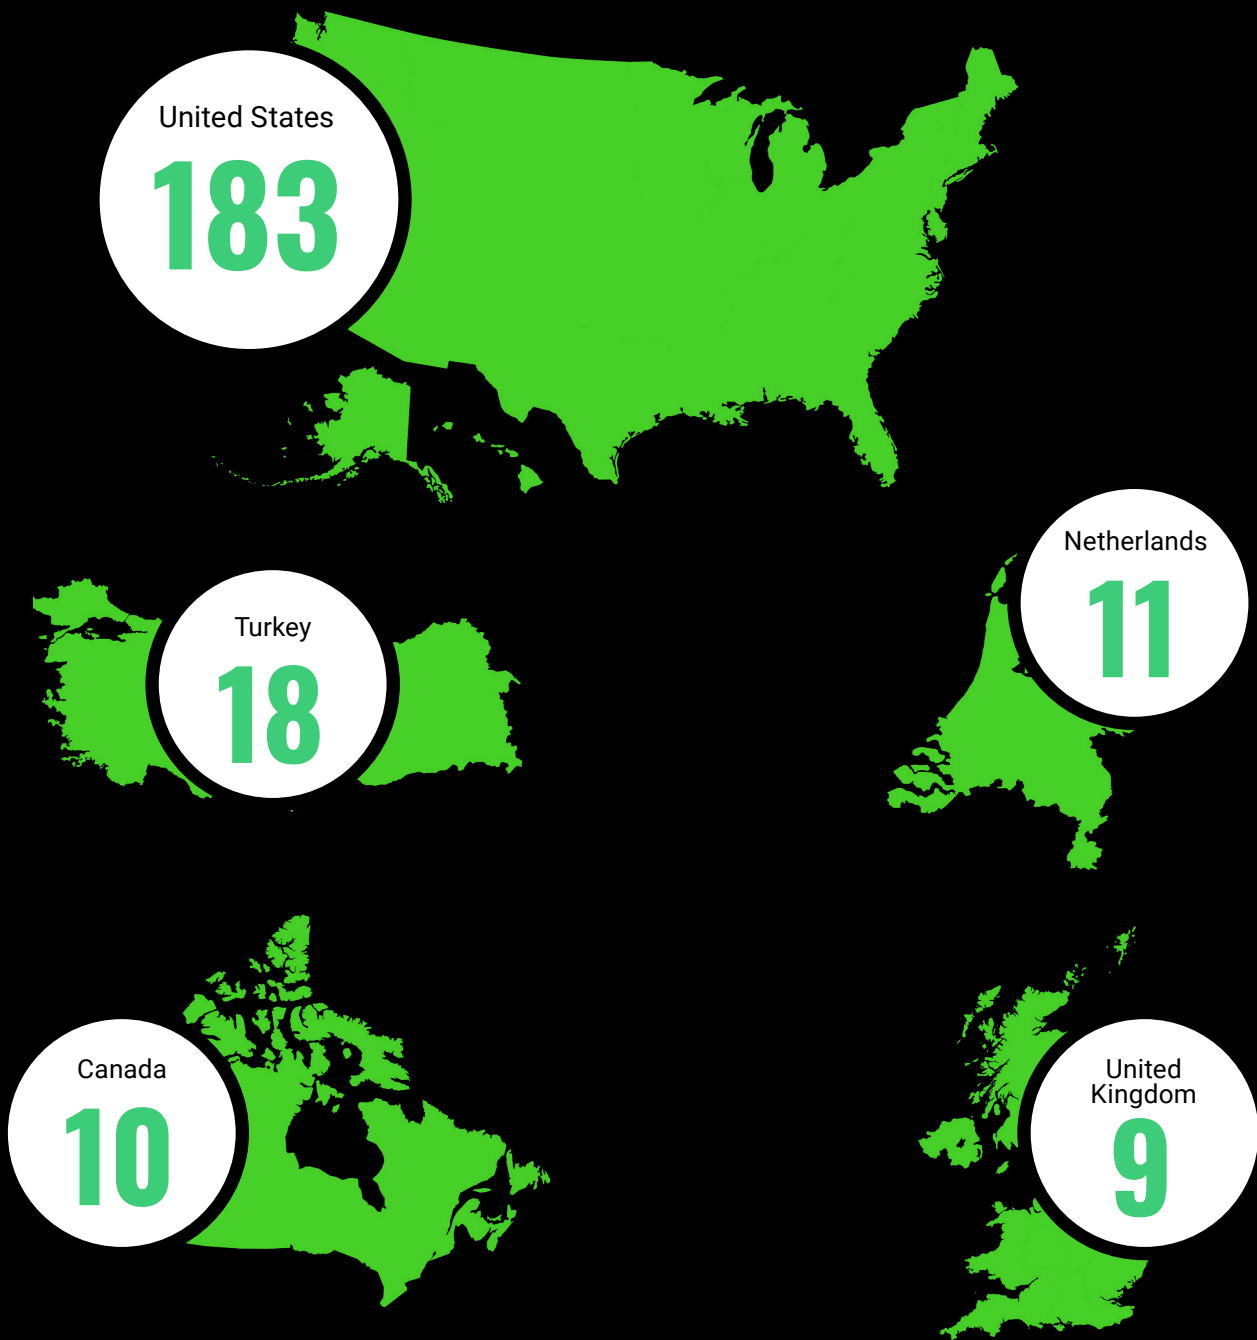 United States
183
Netherlands
11
Turkey
18
Canada
10
United
Kingdom
9